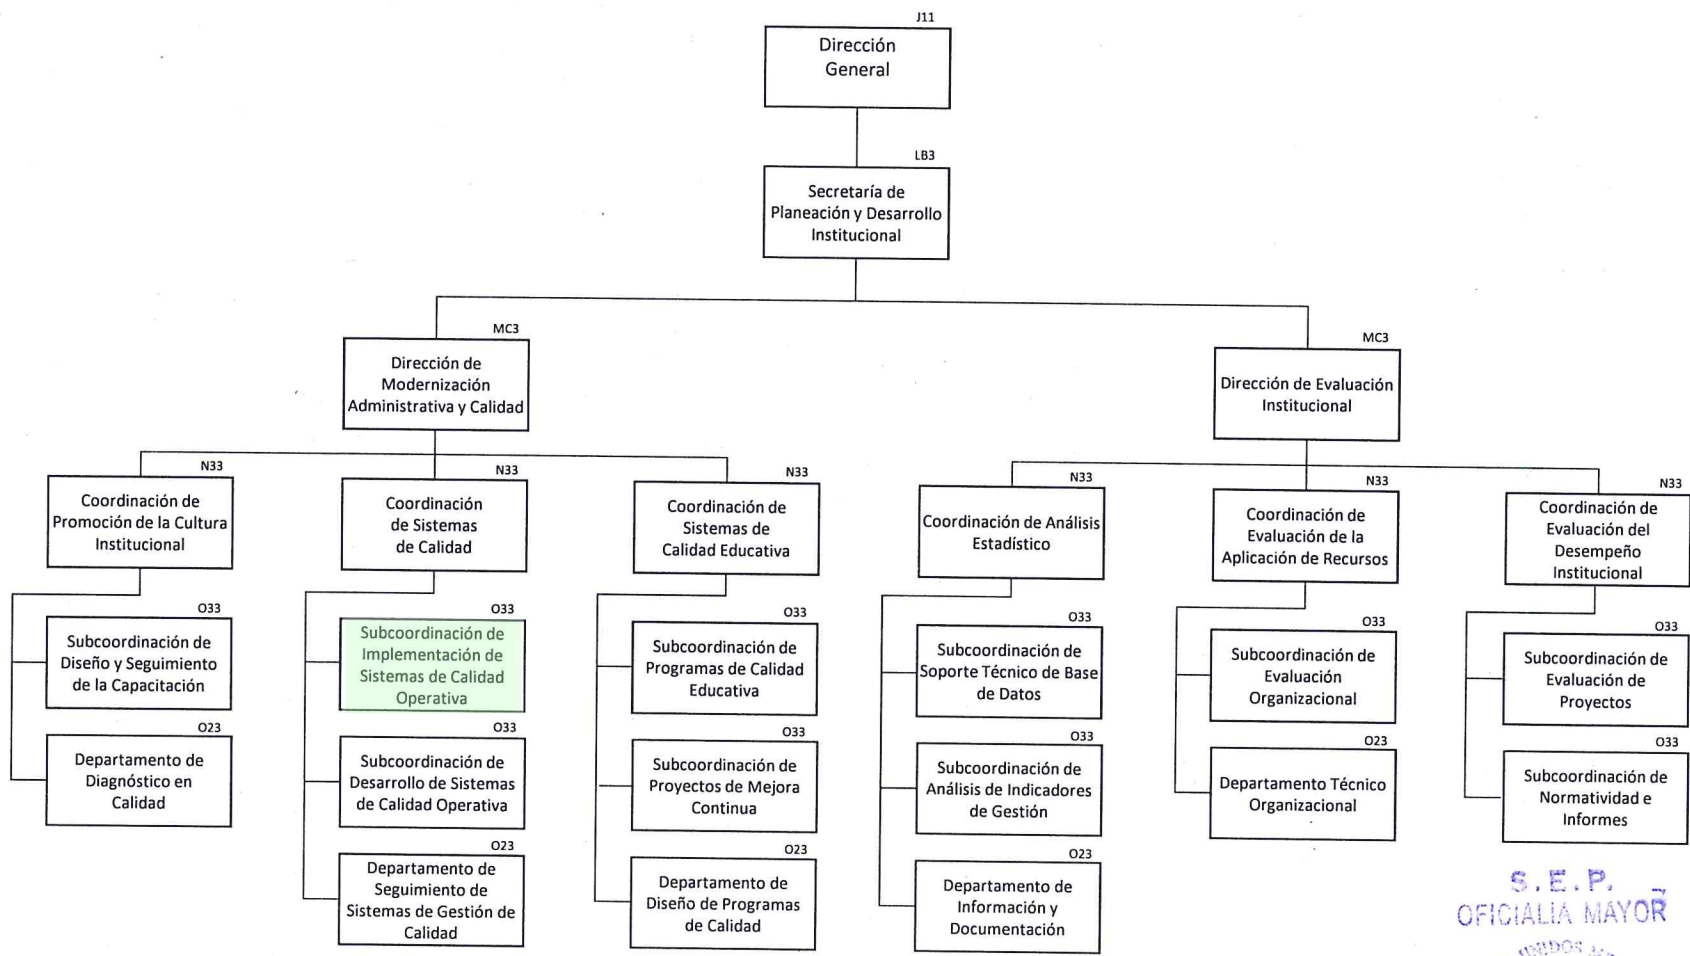 J11
Dirección
General
LB3
Secretaría de
Planeación y Desarrollo
Institucional
MC3
Dirección de
Modernización
Administrativa y Calidad
MC3
Dirección de Evaluación
Institucional
N33
Coordinación de
Promoción de la Cultura
Institucional
N33
Coordinación
de Sistemas
de Calidad
N33
Coordinación de
Sistemas de
Calidad Educativa
N33
Coordinación de Análisis
Estadístico
N33
Coordinación de
Evaluación de la
Aplicación de Recursos
N33
Coordinación de
Evaluación del
Desempeño
Institucional
O33
Subcoordinación de
Diseño y Seguimiento
de la Capacitación
O23
Departamento de
Diagnóstico en
Calidad
O33
Subcoordinación de
Implementación de
Sistemas de Calidad
Operativa
O33
Subcoordinación de
Desarrollo de Sistemas
de Calidad Operativa
O23
Departamento de
Seguimiento de
Sistemas de Gestión de
Calidad
O33
Subcoordinación de
Programas de Calidad
Educativa
O33
Subcoordinación de
Proyectos de Mejora
Continua
O23
Departamento de
Diseño de Programas
de Calidad
O33
Subcoordinación de
Soporte Técnico de Base
de Datos
O33
Subcoordinación de
Análisis de Indicadores
de Gestión
O23
Departamento de
Información y
Documentación
O33
Subcoordinación de
Evaluación
Organizacional
O23
Departamento Técnico
Organizacional
O33
Subcoordinación de
Evaluación de
Proyectos
O33
Subcoordinación de
Normatividad e
Informes
S.E.P.
OFICIALIA MAYOR
UNIDOS